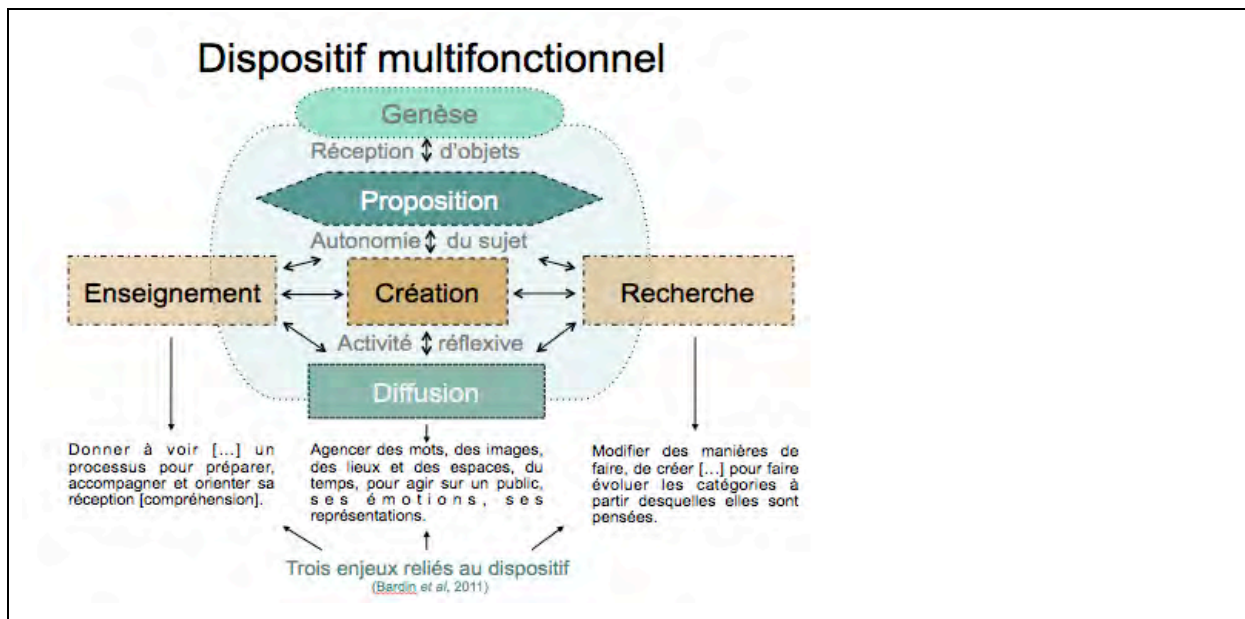 Dispositif multifonctionnel
Genèse
Réception d'objets
Proposition
Autonomie du sujet
Enseignement
Création
Recherche
Activité réflexive
Diffusion
Donner à voir [...] un
processus pour préparer,
accompagner et orienter sa
réception [compréhension].
Agencer des mots, des images,
des lieux et des espaces, du
temps, pour agir sur un public,
ses émotions, ses
représentations.
Modifier des manières de
faire, de créer [...] pour faire
évoluer les catégories à
partir desquelles elles sont
pensées.
Trois enjeux reliés au dispositif
(Bardin et al, 2011)